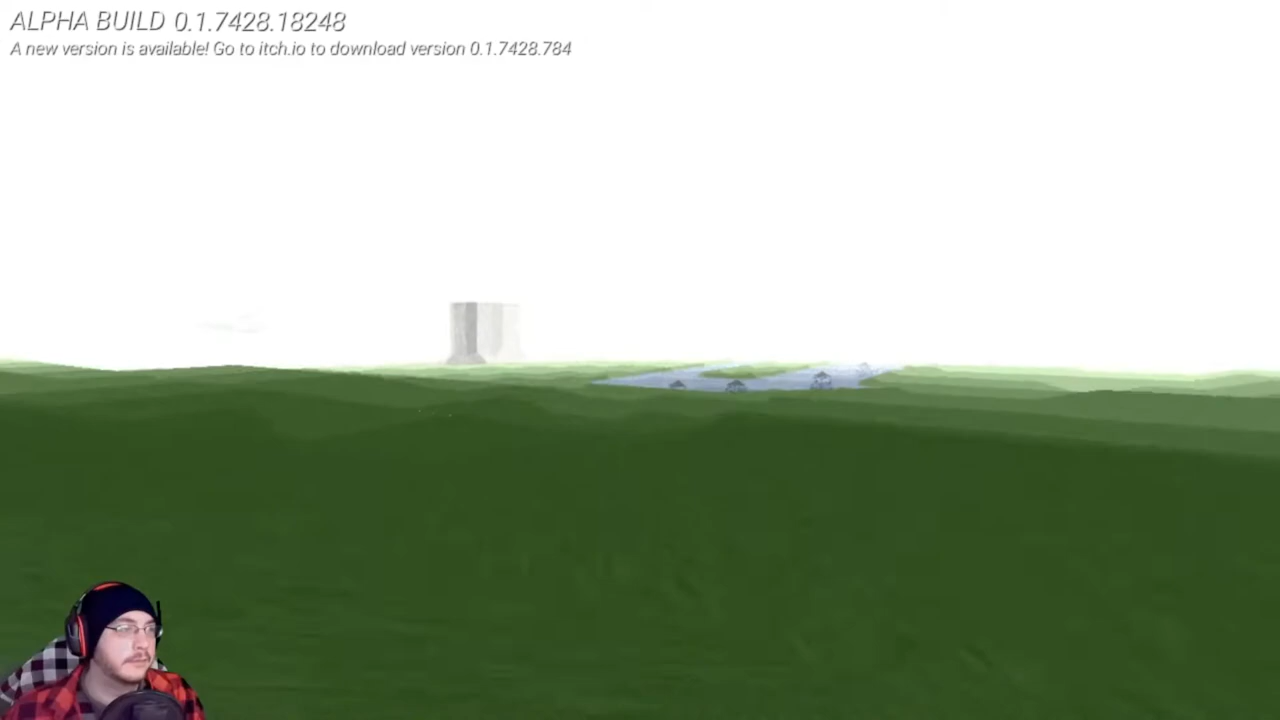 ALPHA BUILD 0.1.7428.18248
A new version is available! Go to itch.io to download version 0.1.7428.784